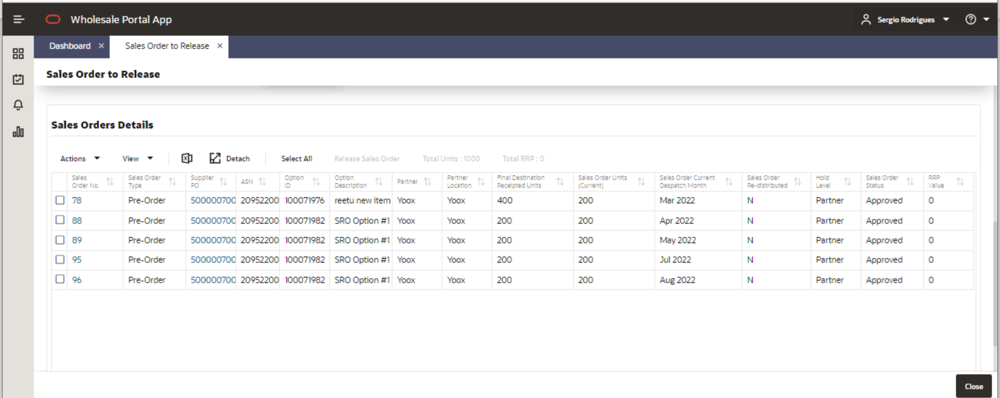 Wholesale Portal App
Sergio Rodrigues
Dashboard × Sales Order to Release ×
Sales Order to Release
Sales Orders Details
Actions View Detach Select All Release Sales Order Total Units : 1000 Total RRP : 0
Sales Order No. Sales Order Type Supplier PO ASN Option ID Option Description Partner Partner Location Final Destination Receipted Units Sales Order Units (Current) Sales Order Current Despatch Month Sales Order Re-distributed Hold Level Sales Order Status RRP Value
78 Pre-Order 500000700 20952200 100071976 reetu new item Yoox Yoox 400 200 Mar 2022 N Partner Approved 0
88 Pre-Order 500000700 20952200 100071982 SRO Option #1 Yoox Yoox 200 200 Apr 2022 N Partner Approved 0
89 Pre-Order 500000700 20952200 100071982 SRO Option #1 Yoox Yoox 200 200 May 2022 N Partner Approved 0
95 Pre-Order 500000700 20952200 100071982 SRO Option #1 Yoox Yoox 200 200 Jul 2022 N Partner Approved 0
96 Pre-Order 500000700 20952200 100071982 SRO Option #1 Yoox Yoox 200 200 Aug 2022 N Partner Approved 0
Close